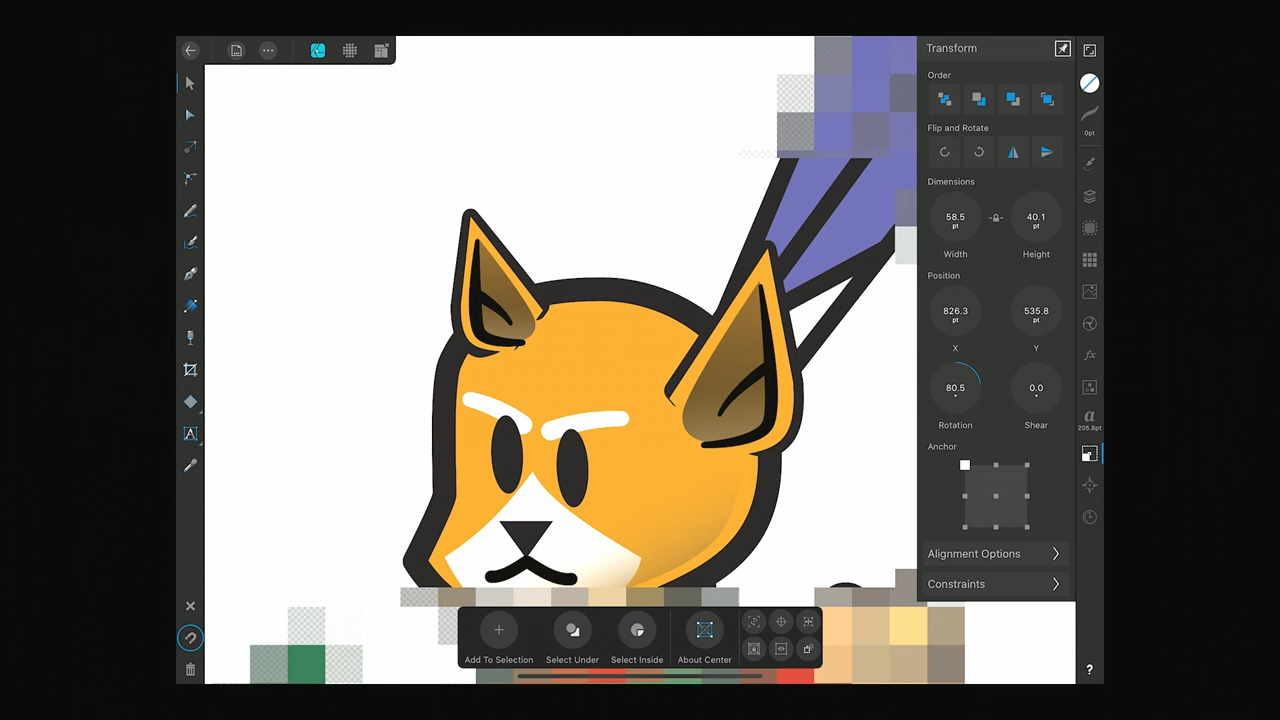 Transform
Order
Flip and Rotate
Dimensions
58.5 pt
40.1 pt
Width
Height
Position
826.3 pt
535.8 pt
X
Y
80.5 °
0.0 °
Rotation
Shear
Anchor
Alignment Options
Constraints
0pt
fx
a
205.8pt
A
?
Add To Selection
Select Under
Select Inside
About Center